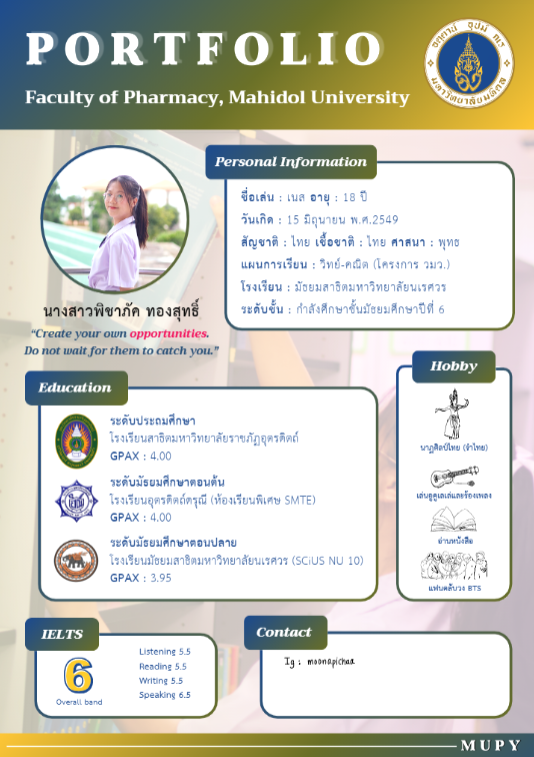 PORTFOLIO
Faculty of Pharmacy, Mahidol University
อตฺตานํ อุปมํ กเร
มหาวิทยาลัยมหิดล
Personal Information
ชื่อเล่น : เนส อายุ : 18 ปี
วันเกิด : 15 มิถุนายน พ.ศ.2549
สัญชาติ : ไทย เชื้อชาติ : ไทย ศาสนา : พุทธ
แผนการเรียน : วิทย์-คณิต (โครงการ วมว.)
โรงเรียน : มัธยมสาธิตมหาวิทยาลัยนเรศวร
ระดับชั้น : กำลังศึกษาชั้นมัธยมศึกษาปีที่ 6
นางสาวพิชาภัค ทองสุทธิ์
“Create your own opportunities.
Do not wait for them to catch you.”
Education
ระดับประถมศึกษา
โรงเรียนสาธิตมหาวิทยาลัยราชภัฏอุตรดิตถ์
GPAX : 4.00
ระดับมัธยมศึกษาตอนต้น
โรงเรียนอุตรดิตถ์ดรุณี (ห้องเรียนพิเศษ SMTE)
GPAX : 4.00
ระดับมัธยมศึกษาตอนปลาย
โรงเรียนมัธยมสาธิตมหาวิทยาลัยนเรศวร (SCiUS NU 10)
GPAX : 3.95
Hobby
นาฏศิลป์ไทย (รำไทย)
เล่นอูคูเลเล่และร้องเพลง
อ่านหนังสือ
แฟนคลับวง BTS
IELTS
6
Overall band
Listening 5.5
Reading 5.5
Writing 5.5
Speaking 6.5
Contact
Ig : moonapichaa
MUPY